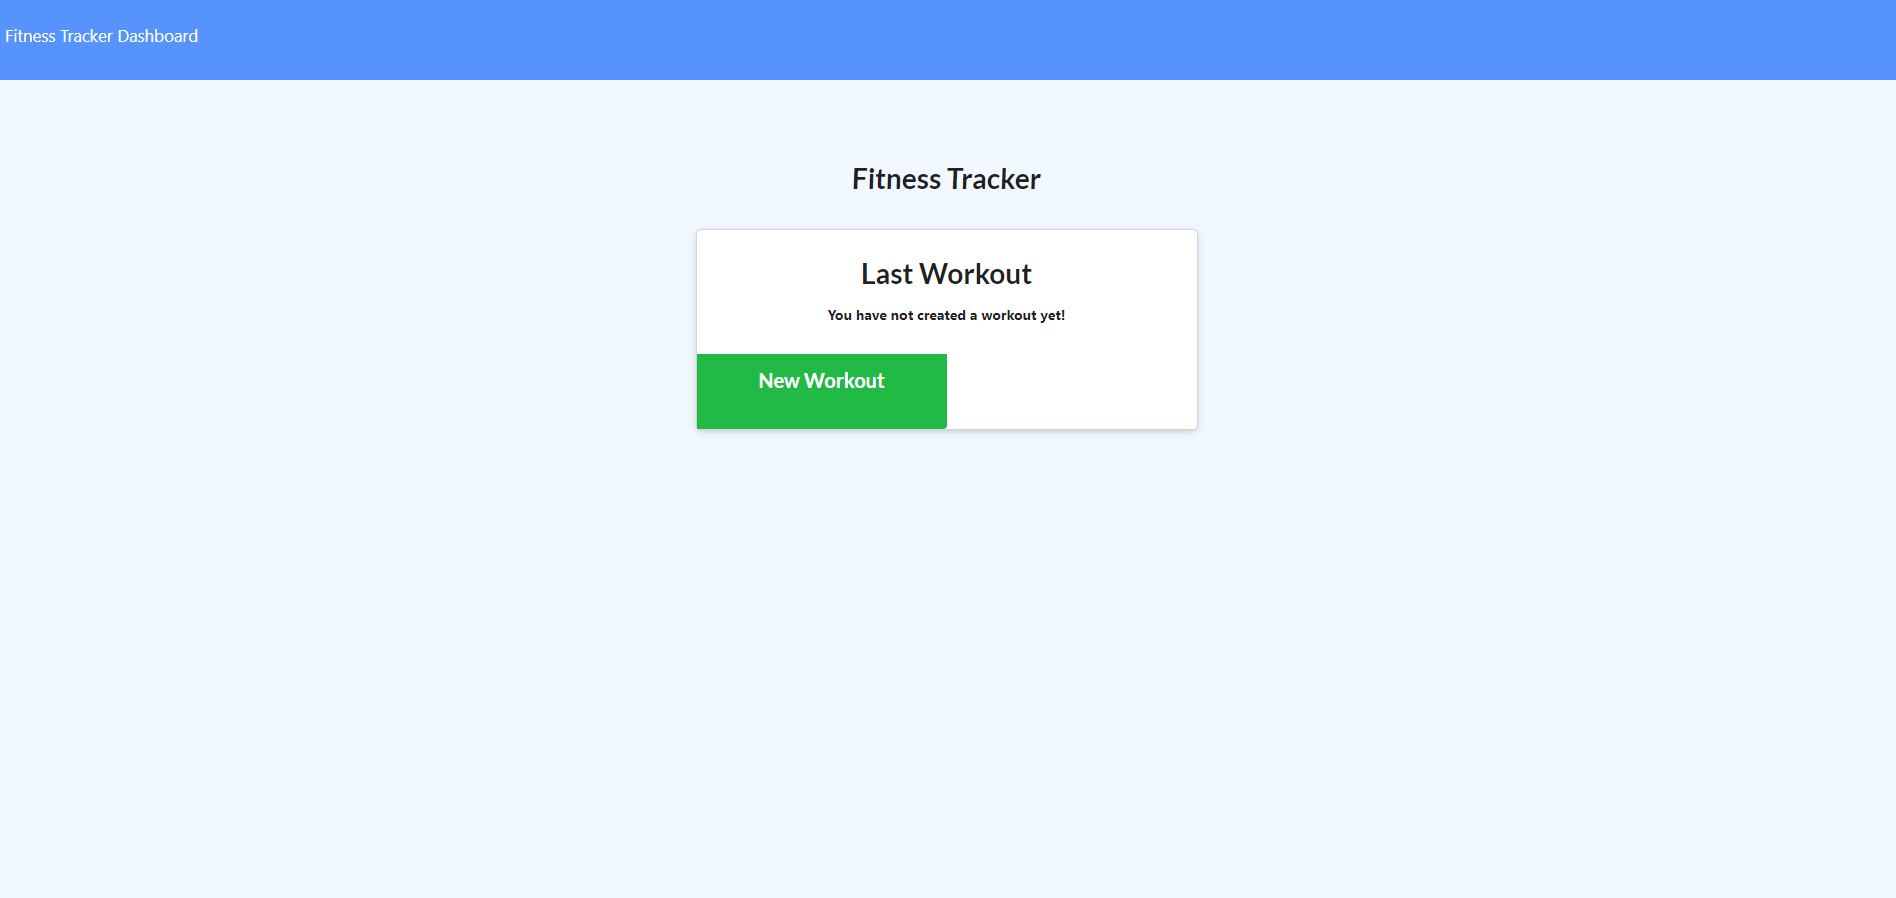 Fitness Tracker Dashboard
Fitness Tracker
Last Workout
You have not created a workout yet!
New Workout